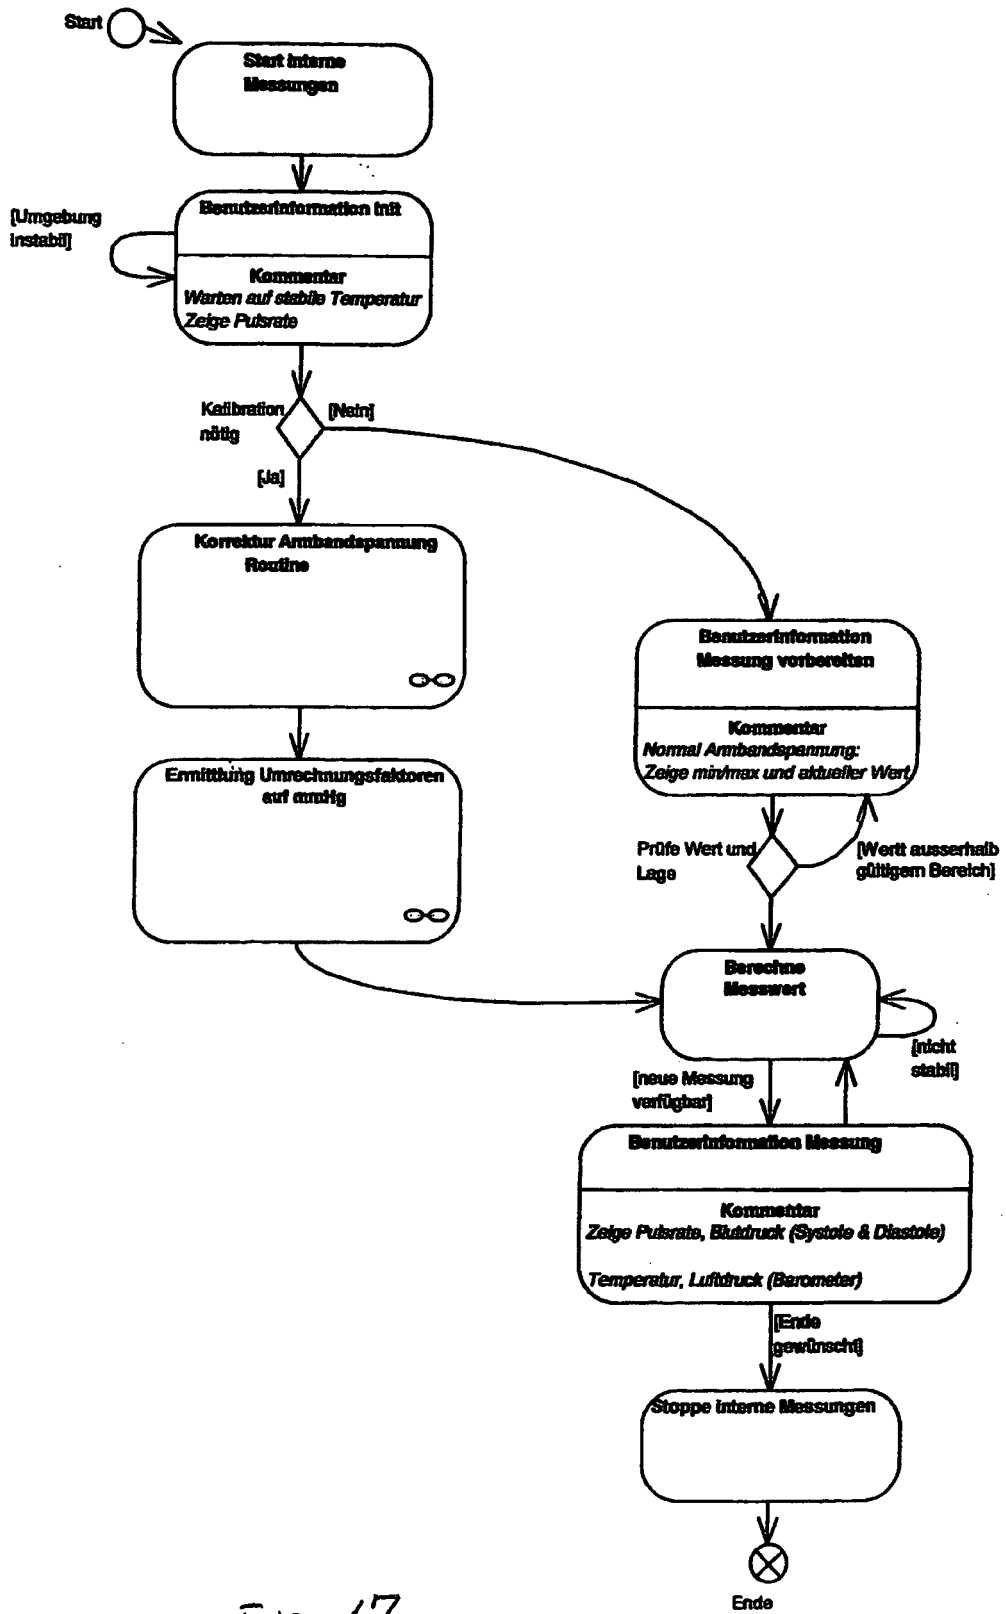 Start
Start interne
Messungen
[Umgebung
instabil]
Benutzerinformation Init
Kommentar
Warten auf stabile Temperatur
Zeige Pulsrate
Kalibration
nötig
[Nein]
[Ja]
Korrektur Armbandspannung
Routine
Benutzerinformation
Messung vorbereiten
Kommentar
Normal Armbandspannung:
Zeige min/max und aktueller Wert
Ermittlung Umrechnungsfaktoren
auf mmHg
Prüfe Wert und
Lage
[Wertt ausserhalb
gültigem Bereich]
Berechne
Messwert
[nicht
stabil]
[neue Messung
verfügbar]
Benutzerinformation Messung
Kommentar
Zeige Pulsrate, Blutdruck (Systole & Diastole)
Temperatur, Luftdruck (Barometer)
[Ende
gewünscht]
Stoppe interne Messungen
Ende